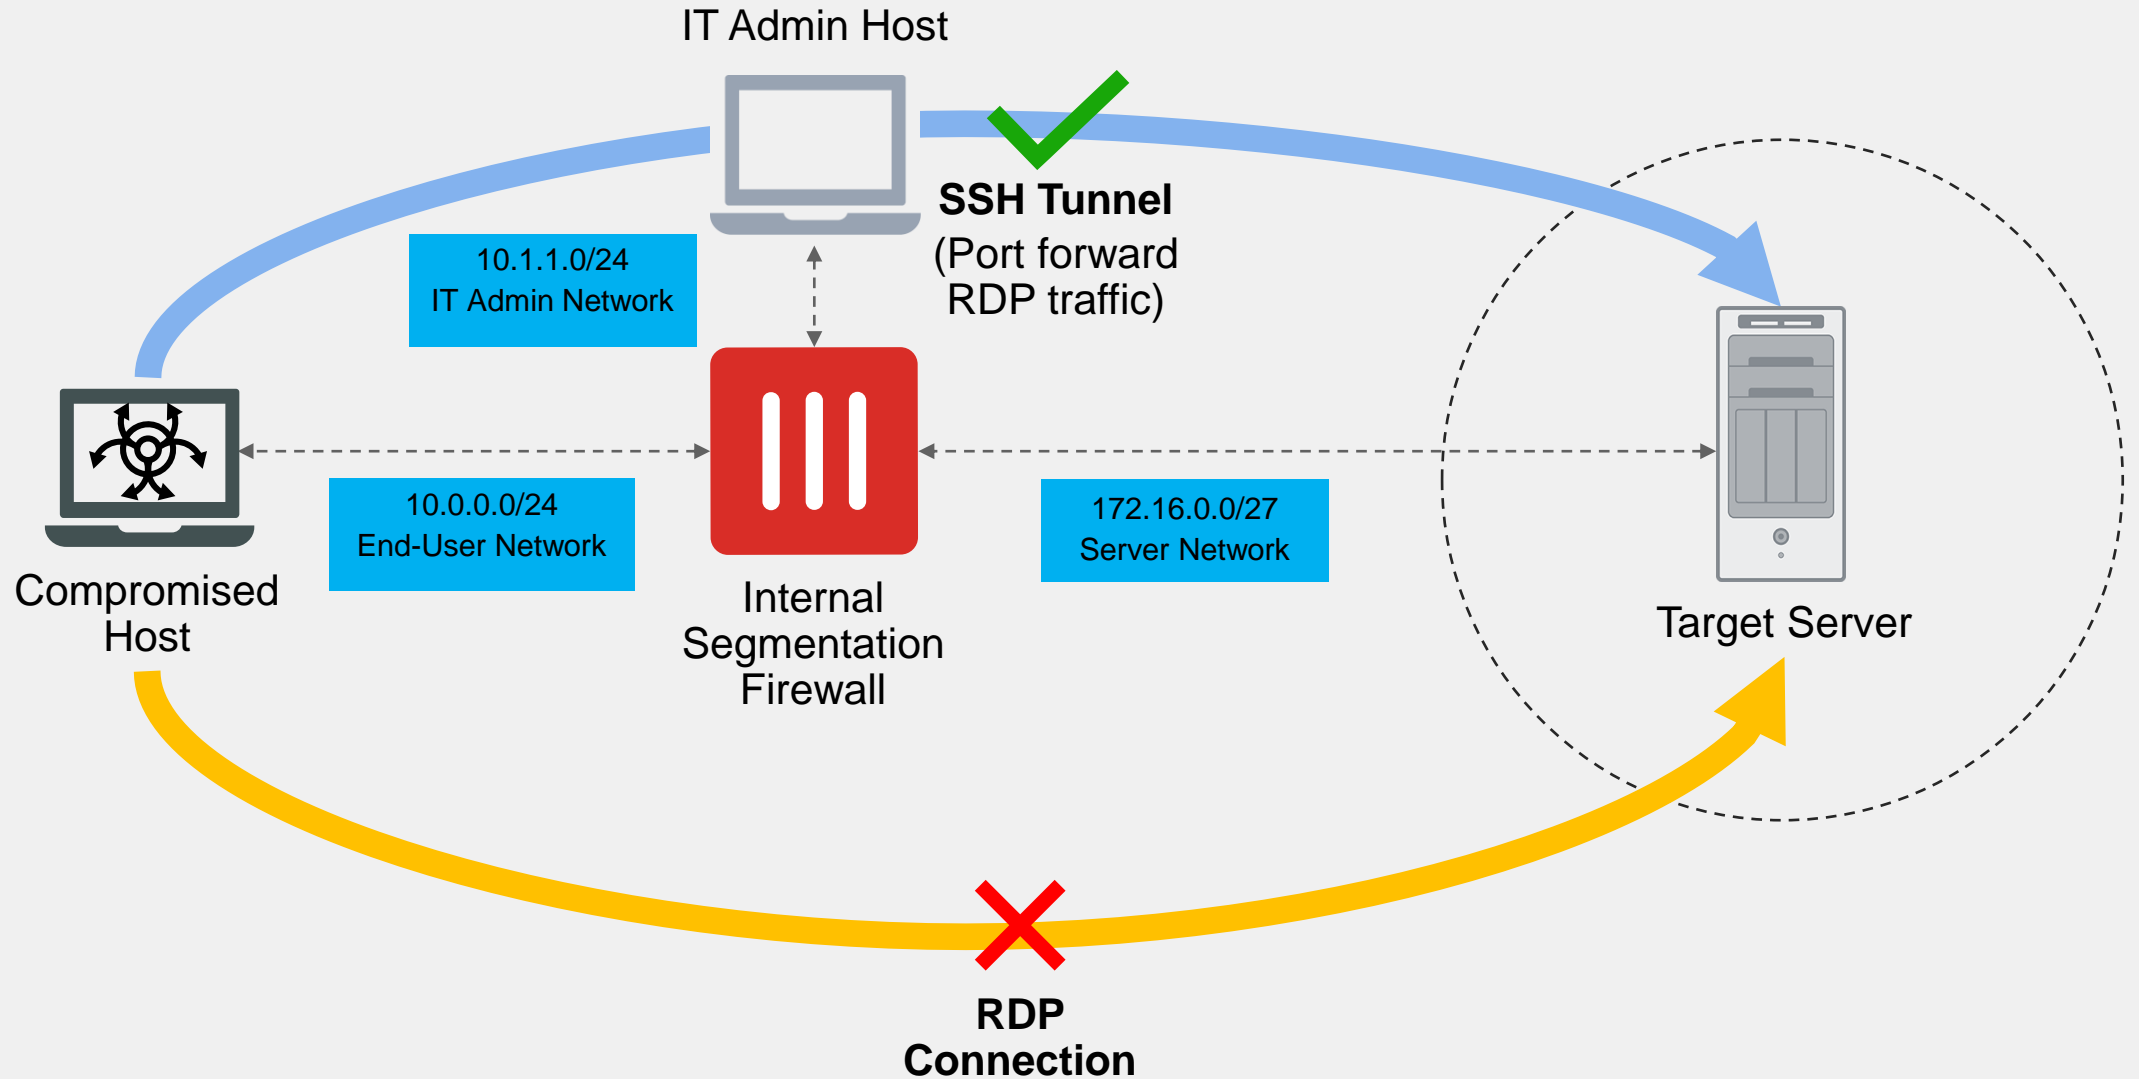 IT Admin Host
SSH Tunnel
(Port forward
RDP traffic)
10.1.1.0/24
IT Admin Network
10.0.0.0/24
End-User Network
172.16.0.0/27
Server Network
Compromised
Host
Internal
Segmentation
Firewall
Target Server
RDP
Connection